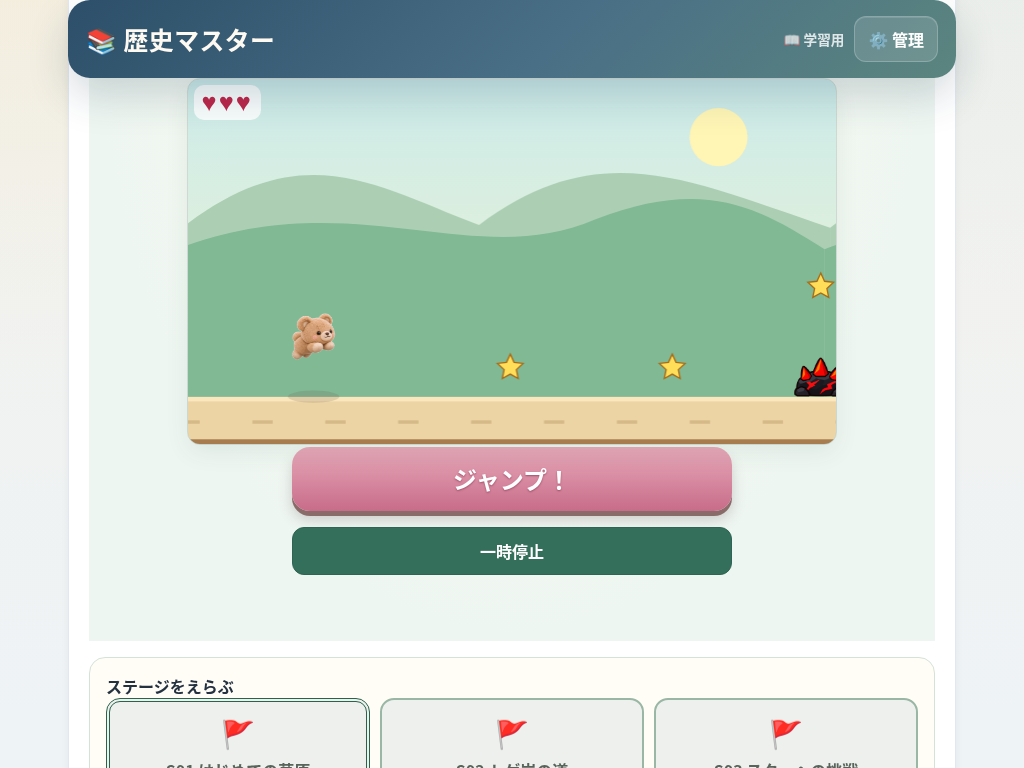 歴史マスター
学習用
管理
ジャンプ！
一時停止
ステージをえらぶ